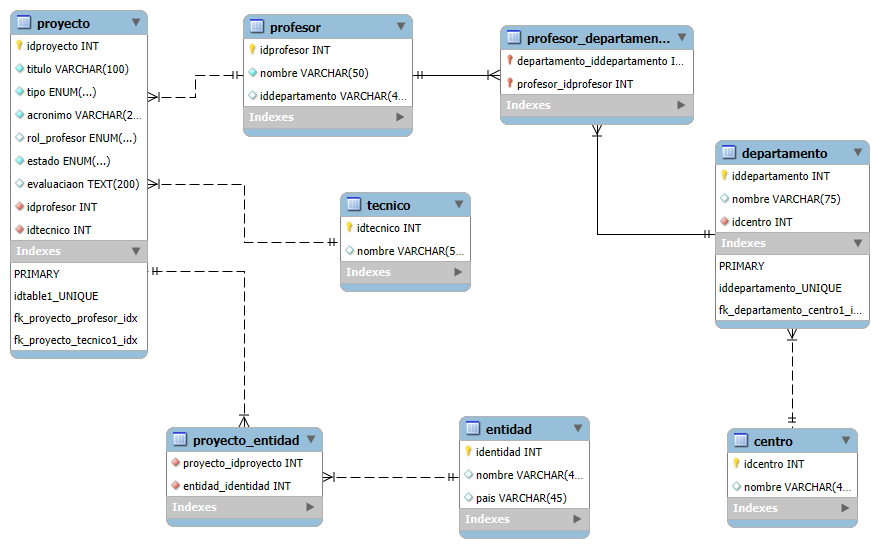 proyecto
idproyecto INT
titulo VARCHAR(100)
tipo ENUM(...)
acronimo VARCHAR(2...
rol_profesor ENUM(...)
estado ENUM(...)
evaluaciaon TEXT(200)
idprofesor INT
idtecnico INT
Indexes
PRIMARY
idtable1_UNIQUE
fk_proyecto_profesor_idx
fk_proyecto_tecnico1_idx
profesor
idprofesor INT
nombre VARCHAR(50)
iddepartamento VARCHAR(4...
Indexes
profesor_departamen...
departamento_iddepartamento I...
profesor_idprofesor INT
Indexes
tecnico
idtecnico INT
nombre VARCHAR(5...
Indexes
departamento
iddepartamento INT
nombre VARCHAR(75)
idcentro INT
Indexes
PRIMARY
iddepartamento_UNIQUE
fk_departamento_centro1_i...
proyecto_entidad
proyecto_idproyecto INT
entidad_identidad INT
Indexes
entidad
identidad INT
nombre VARCHAR(4...
pais VARCHAR(45)
Indexes
centro
idcentro INT
nombre VARCHAR(4...
Indexes